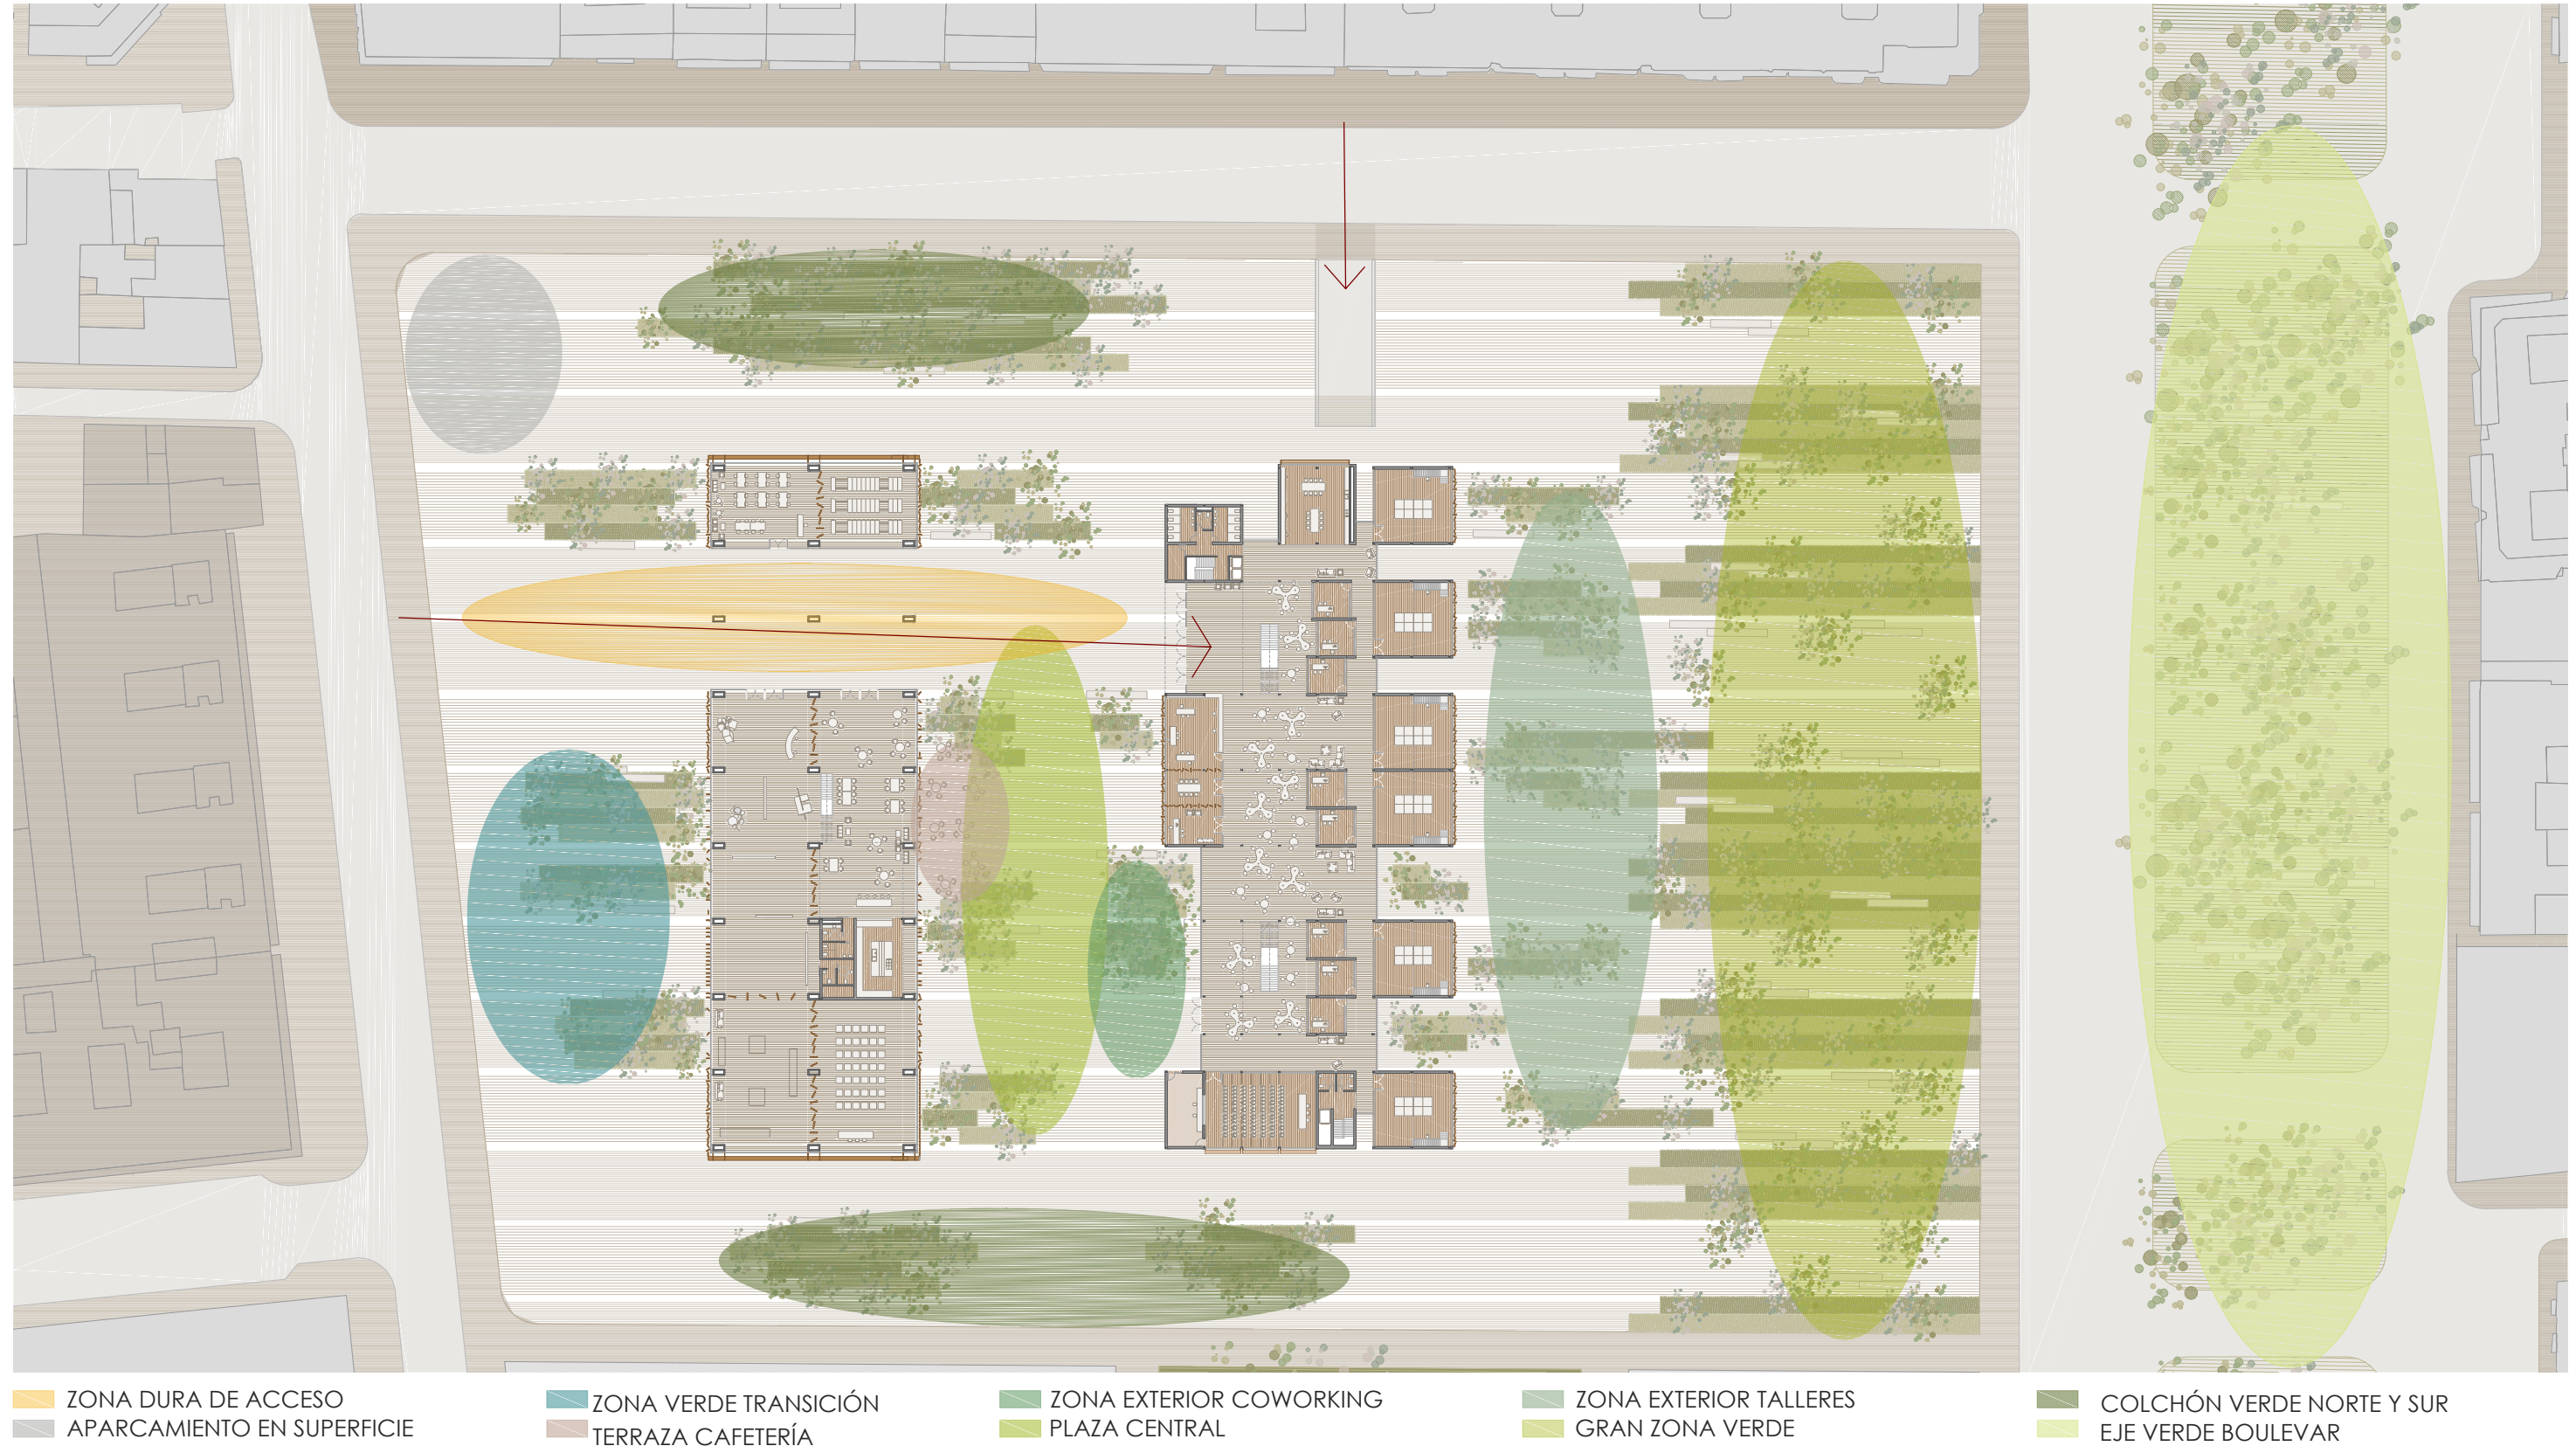 ZONA DURA DE ACCESO
APARCAMIENTO EN SUPERFICIE
ZONA VERDE TRANSICIÓN
TERRAZA CAFETERÍA
ZONA EXTERIOR COWORKING
PLAZA CENTRAL
ZONA EXTERIOR TALLERES
GRAN ZONA VERDE
COLCHÓN VERDE NORTE Y SUR
EJE VERDE BOULEVAR